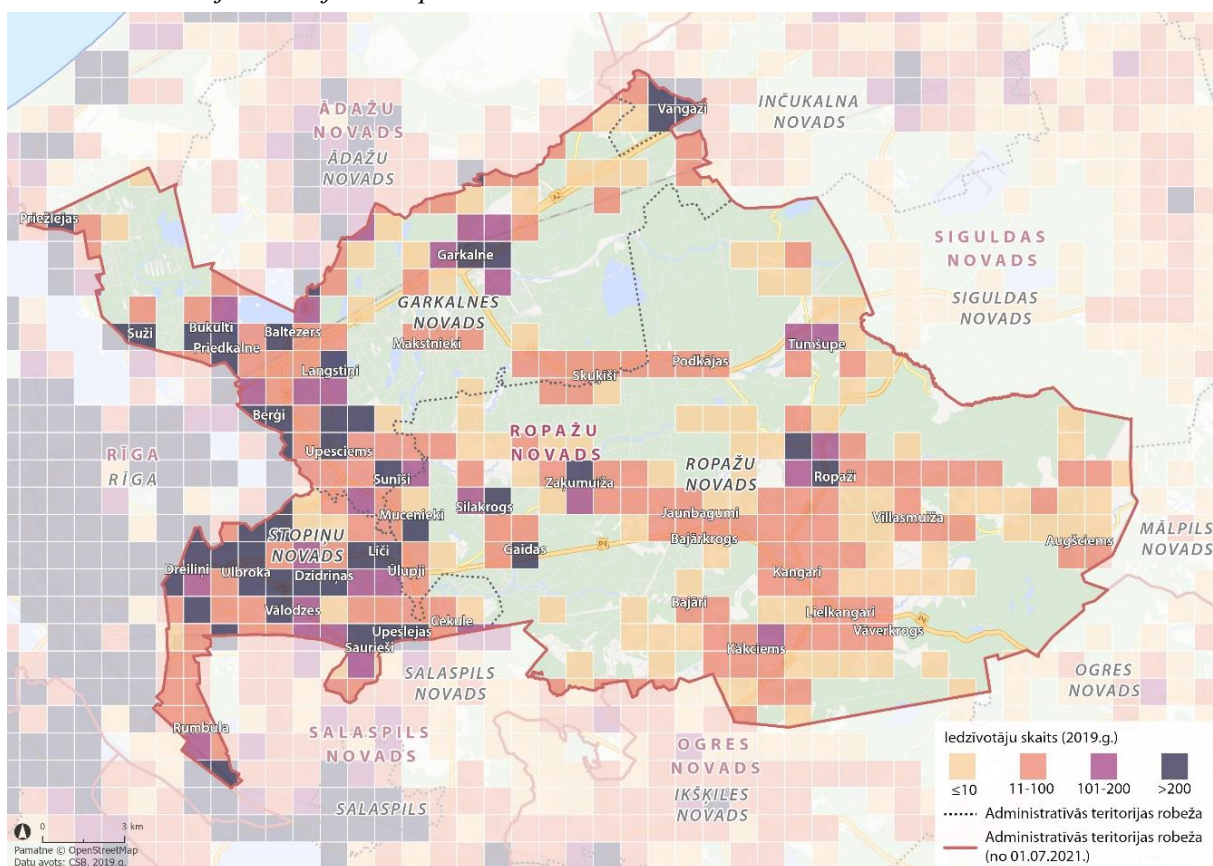 ĀDAŽU
NOVADS
ĀDAŽU
NOVADS
INČUKALNA
NOVADS
Vangaži
A2
Priežlejas
SIGULDAS
NOVADS
SIGULDAS
NOVADS
Garkalne
GARKALNES
NOVADS
Suži
Bukulti
Baltezers
Priedkalne
Makstnieki
Tumšupe
Langstiņi
Skuķīši
Podkājas
Berģi
ROPAŽU
NOVADS
Upesciems
RĪGA
RĪGA
ROPAŽU
NOVADS
Sunīši
Zaķumuiža
Ropaži
Silakrogs
Mucenieki
Jaunbagumi
Villasmuiža
STOPIŅU
NOVADS
Bajārkrogs
MĀLPILS
NOVADS
Līči
Gaidas
P4
Augšciems
Dreiliņi
Ulbroka
Dzidriņas
Ūlupji
Kangari
Vālodzes
Bajāri
Lielkangari
Cekule
Upeslejas
Vāverkrogs
Saurieši
Kākciems
SALASPILS
NOVADS
OGRES
NOVADS
Rumbula
SALASPILS
NOVADS
OGRES
NOVADS
IKŠĶILES
NOVADS
SALASPILS
Iedzīvotāju skaits (2019.g.)
≤10 11-100 101-200 >200
Administratīvās teritorijas robeža
Administratīvās teritorijas robeža
(no 01.07.2021.)
0 3 km
Pamatne © OpenStreetMap
Datu avots: CSB, 2019.g.